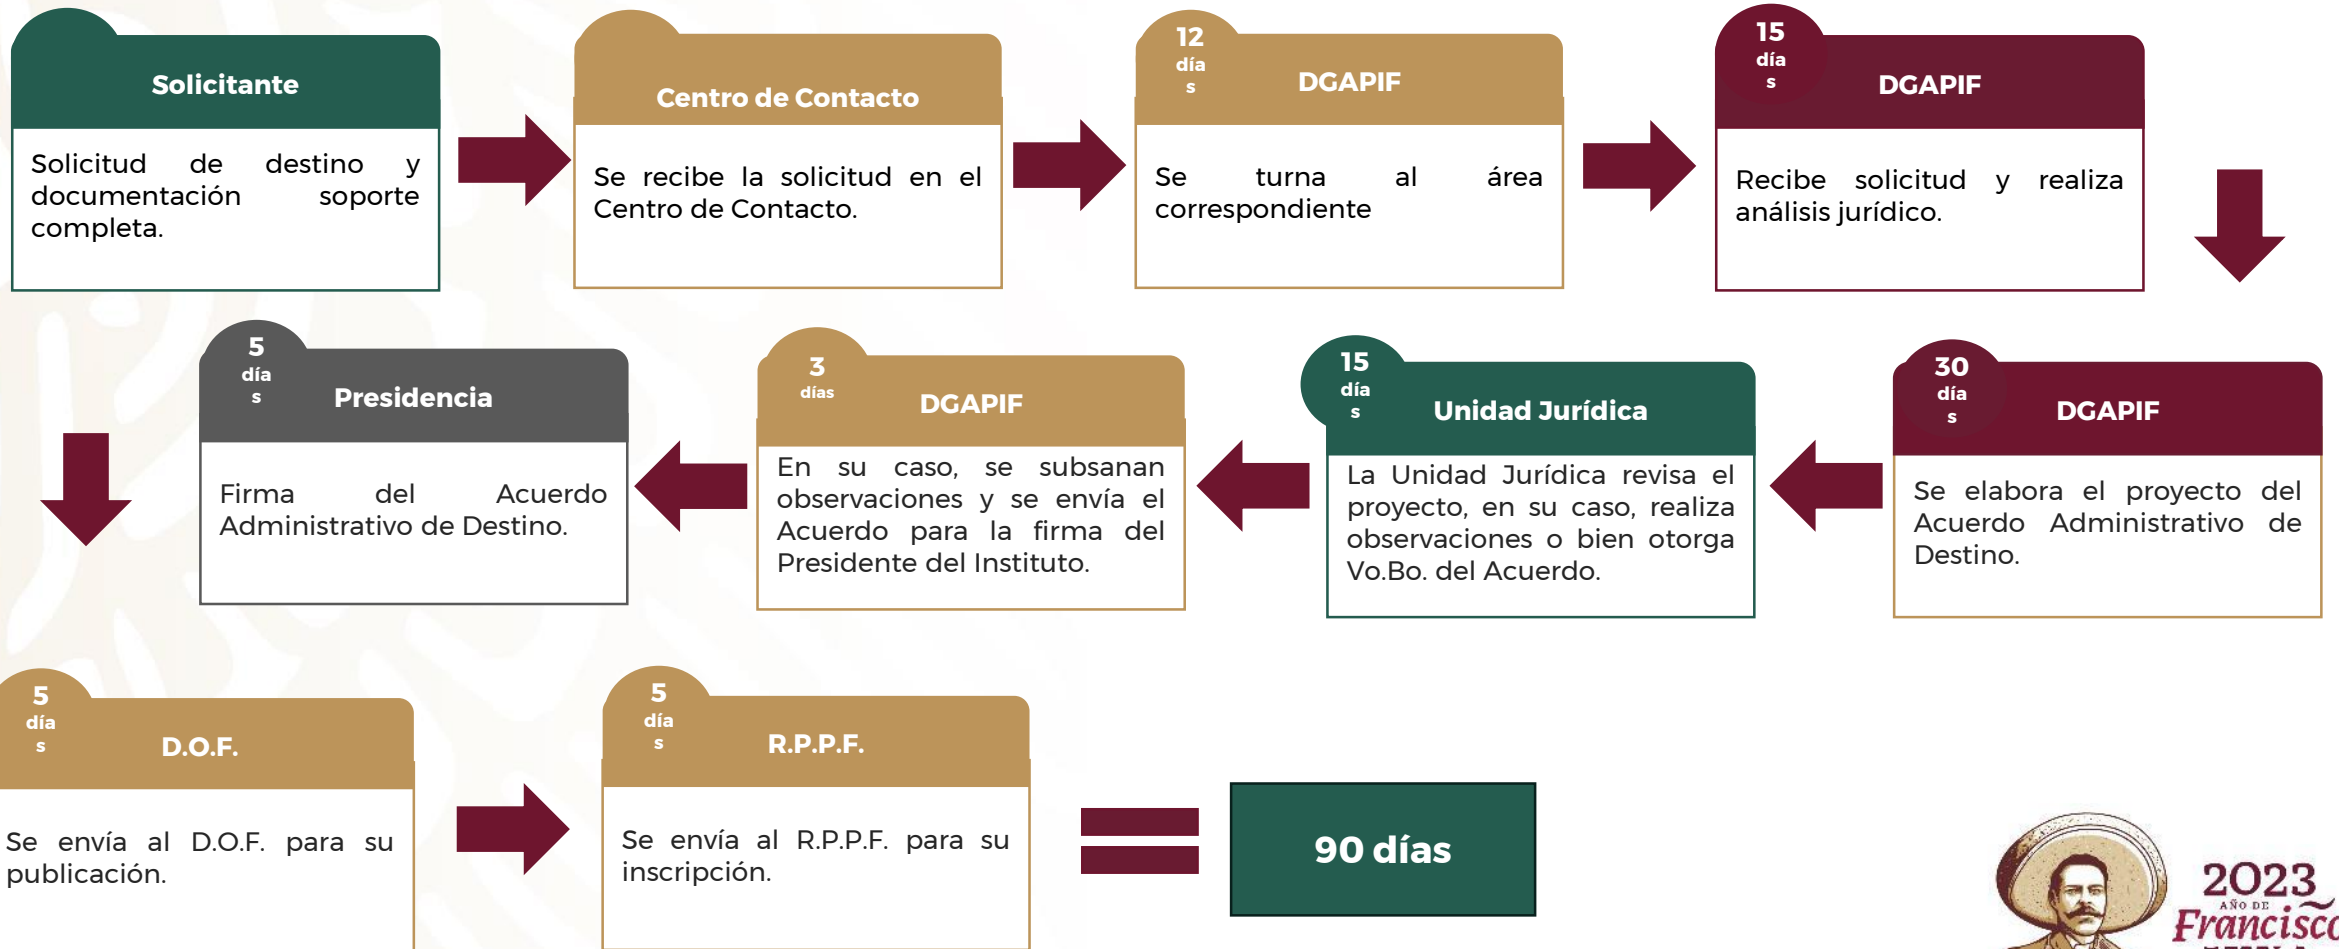 Solicitante
Solicitud de destino y
documentación soporte
completa.
Centro de Contacto
Se recibe la solicitud en el
Centro de Contacto.
12
día
s
DGAPIF
Se turna al área
correspondiente
15
día
s
DGAPIF
Recibe solicitud y realiza
análisis jurídico.
30
día
s
DGAPIF
Se elabora el proyecto del
Acuerdo Administrativo de
Destino.
15
día
s
Unidad Jurídica
La Unidad Jurídica revisa el
proyecto, en su caso, realiza
observaciones o bien otorga
Vo.Bo. del Acuerdo.
3
días
DGAPIF
En su caso, se subsanan
observaciones y se envía el
Acuerdo para la firma del
Presidente del Instituto.
5
día
s
Presidencia
Firma del Acuerdo
Administrativo de Destino.
5
día
s
D.O.F.
Se envía al D.O.F. para su
publicación.
5
día
s
R.P.P.F.
Se envía al R.P.P.F. para su
inscripción.
90 días
2023
AÑO DE
Francisco